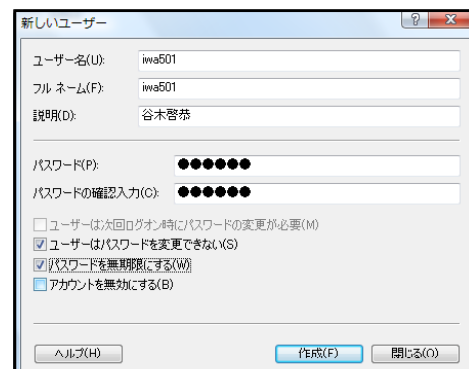 新しいユーザー
ユーザー名(U): iwa501
フル ネーム(F): iwa501
説明(D): 谷木啓恭
パスワード(P): ●●●●●●
パスワードの確認入力(C): ●●●●●●
ユーザーは次回ログオン時にパスワードの変更が必要(M)
ユーザーはパスワードを変更できない(S)
パスワードを無期限にする(W)
アカウントを無効にする(B)
ヘルプ(H) 作成(E) 閉じる(O)